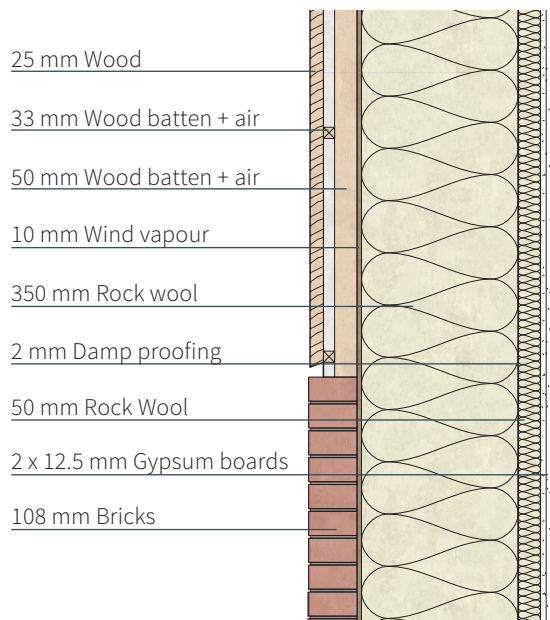 25 mm Wood
33 mm Wood batten + air
50 mm Wood batten + air
10 mm Wind vapour
350 mm Rock wool
2 mm Damp proofing
50 mm Rock Wool
2 x 12.5 mm Gypsum boards
108 mm Bricks